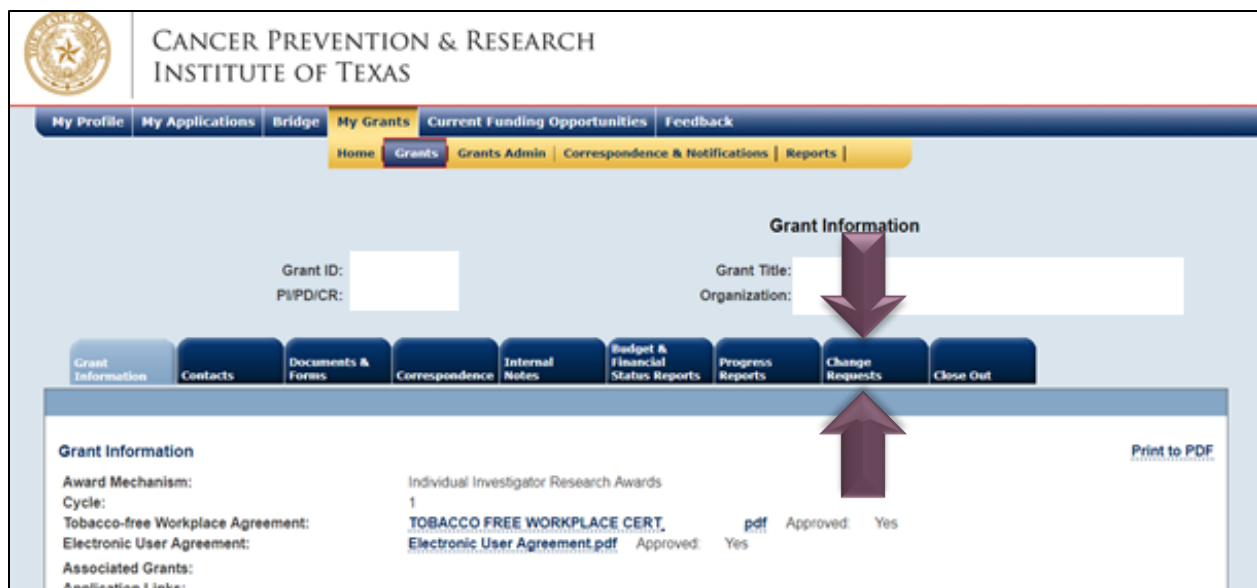 CANCER PREVENTION & RESEARCH
INSTITUTE OF TEXAS
My Profile My Applications Bridge My Grants Current Funding Opportunities Feedback
Home | Grants | Grants Admin | Correspondence & Notifications | Reports |
Grant Information
Grant ID: Grant Title:
PI/PD/CR: Organization:
Grant Information Contacts Documents & Forms Correspondence Internal Notes Budget & Financial Status Reports Progress Reports Change Requests Close Out
Grant Information Print to PDF
Award Mechanism: Individual Investigator Research Awards
Cycle: 1
Tobacco-free Workplace Agreement: TOBACCO FREE WORKPLACE CERT. pdf Approved: Yes
Electronic User Agreement: Electronic User Agreement.pdf Approved: Yes
Associated Grants:
Application Links: